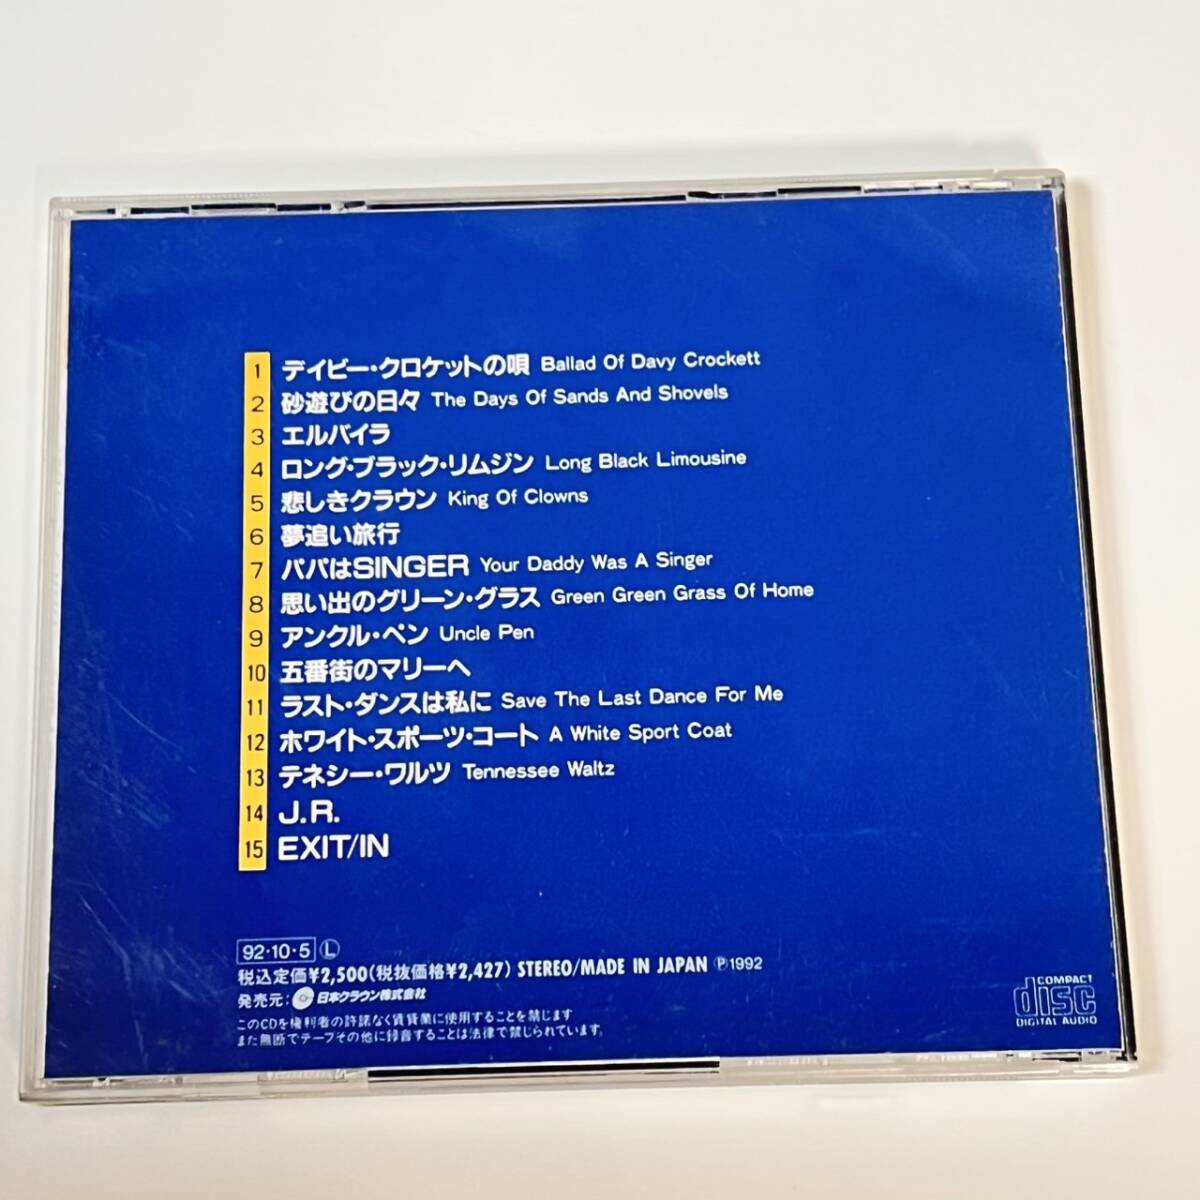 1 デイビー・クロケットの唄 Ballad Of Davy Crockett
2 砂遊びの日々 The Days Of Sands And Shovels
3 エルバイラ
4 ロング・ブラック・リムジン Long Black Limousine
5 悲しきクラウン King Of Clowns
6 夢追い旅行
7 パパはSINGER Your Daddy Was A Singer
8 思い出のグリーン・グラス Green Green Grass Of Home
9 アンクル・ペン Uncle Pen
10 五番街のマリーへ
11 ラスト・ダンスは私に Save The Last Dance For Me
12 ホワイト・スポーツ・コート A White Sport Coat
13 テネシー・ワルツ Tennessee Waltz
14 J.R.
15 EXIT/IN
92・10・5 Ⓛ
税込定価¥2,500(税抜価格¥2,427) STEREO/MADE IN JAPAN ℗1992
発売元: 日本クラウン株式会社
このCDを権利者の許諾なく賃貸業に使用することを禁じます
また無断でテープその他に録音することは法律で禁じられています。
COMPACT
disc
DIGITAL AUDIO